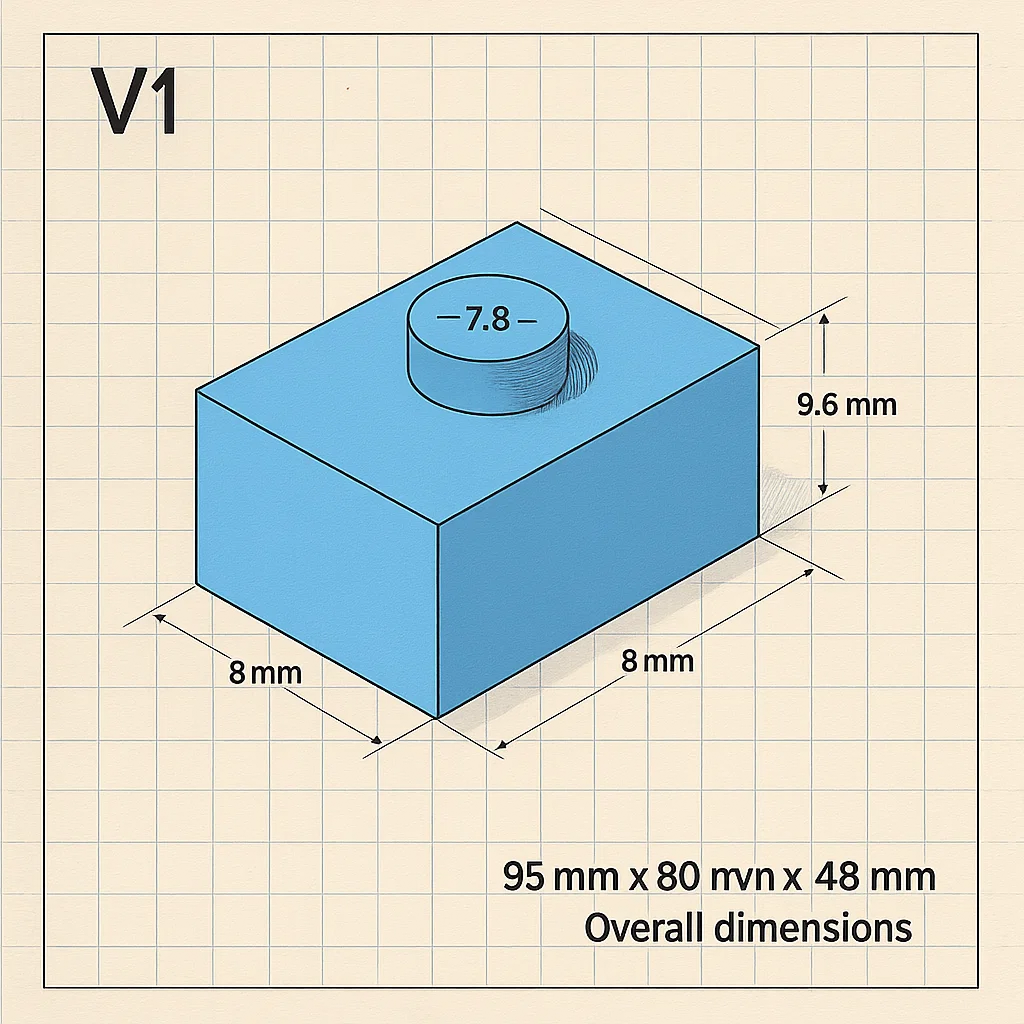 V1
–7.8–
9.6 mm
8 mm
8 mm
95 mm x 80 mvn x 48 mm
Overall dimensions